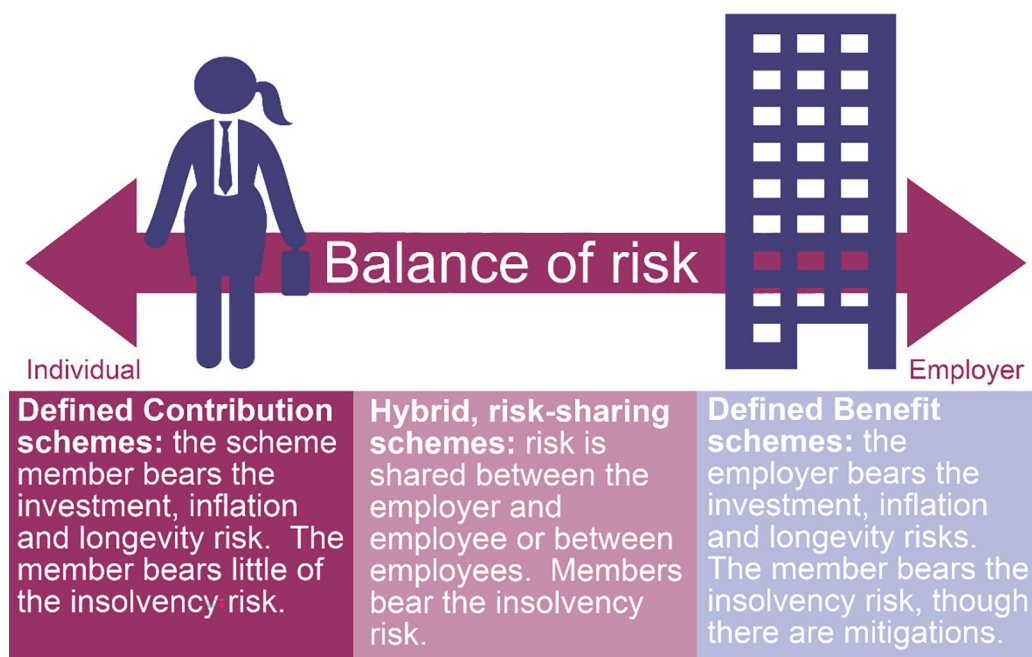 Balance of risk
Individual
Employer
Defined Contribution
schemes: the scheme
member bears the
investment, inflation
and longevity risk.  The
member bears little of
the insolvency risk.
Hybrid, risk-sharing
schemes: risk is
shared between the
employer and
employee or between
employees.  Members
bear the insolvency
risk.
Defined Benefit
schemes: the
employer bears the
investment, inflation
and longevity risks.
The member bears the
insolvency risk, though
there are mitigations.